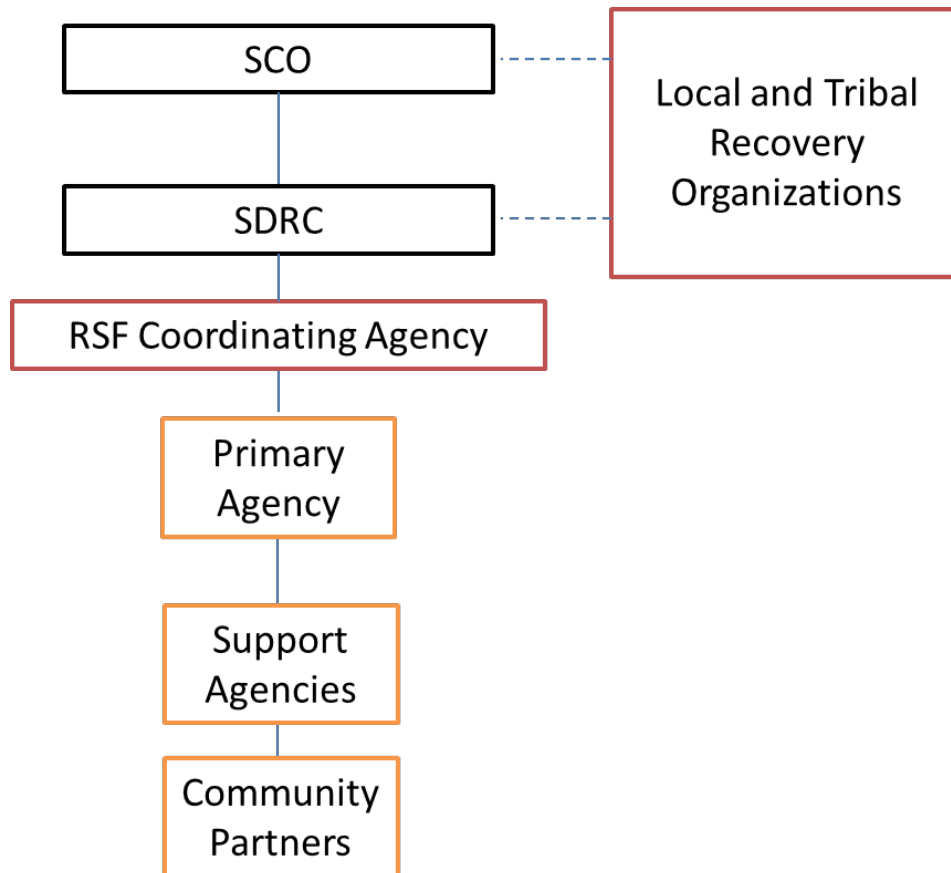 SCO
Local and Tribal
Recovery
Organizations
SDRC
RSF Coordinating Agency
Primary
Agency
Support
Agencies
Community
Partners